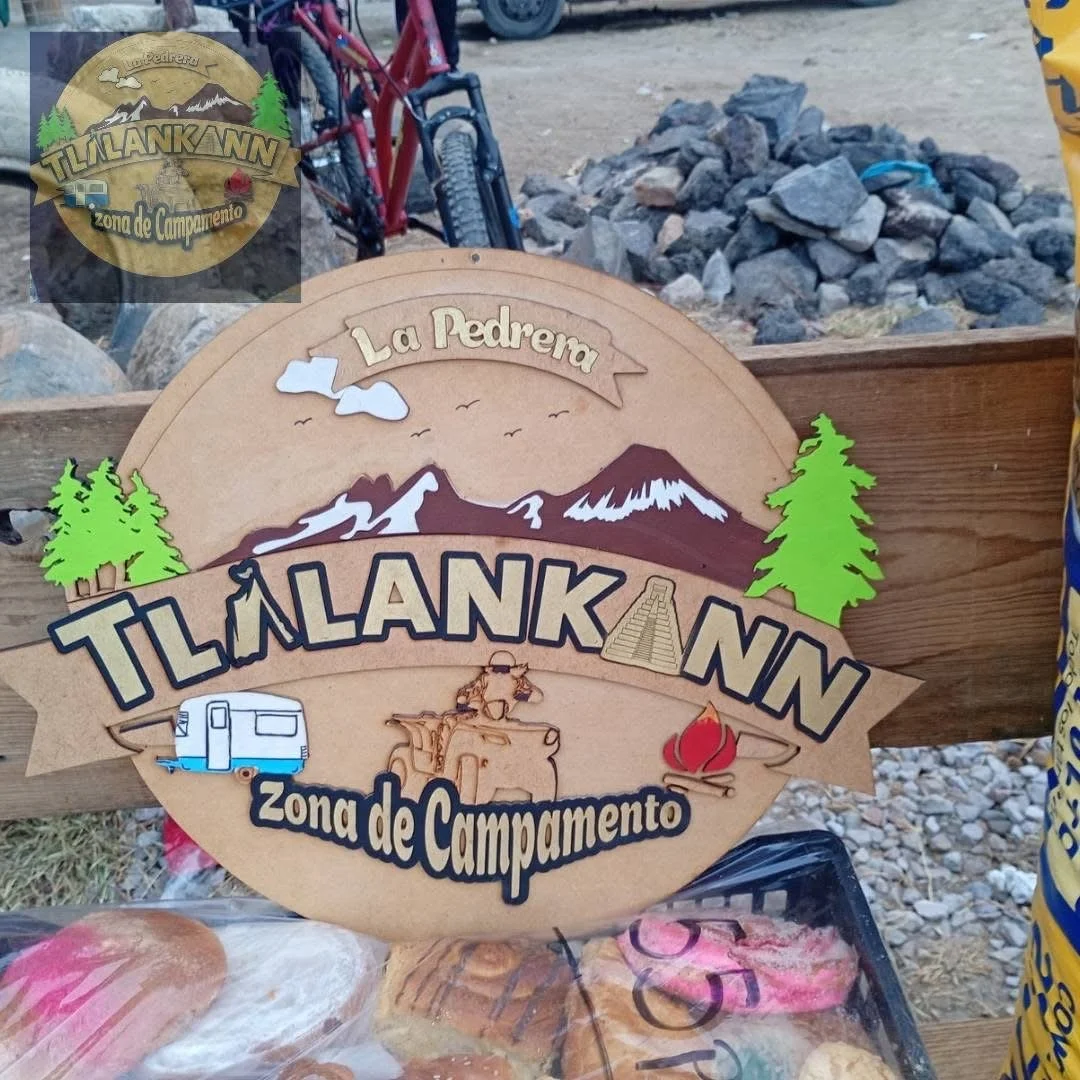 La Pedrera
TLALANKANN
Zona de Campamento
La Pedrera
TLALANKANN
Zona de Campamento